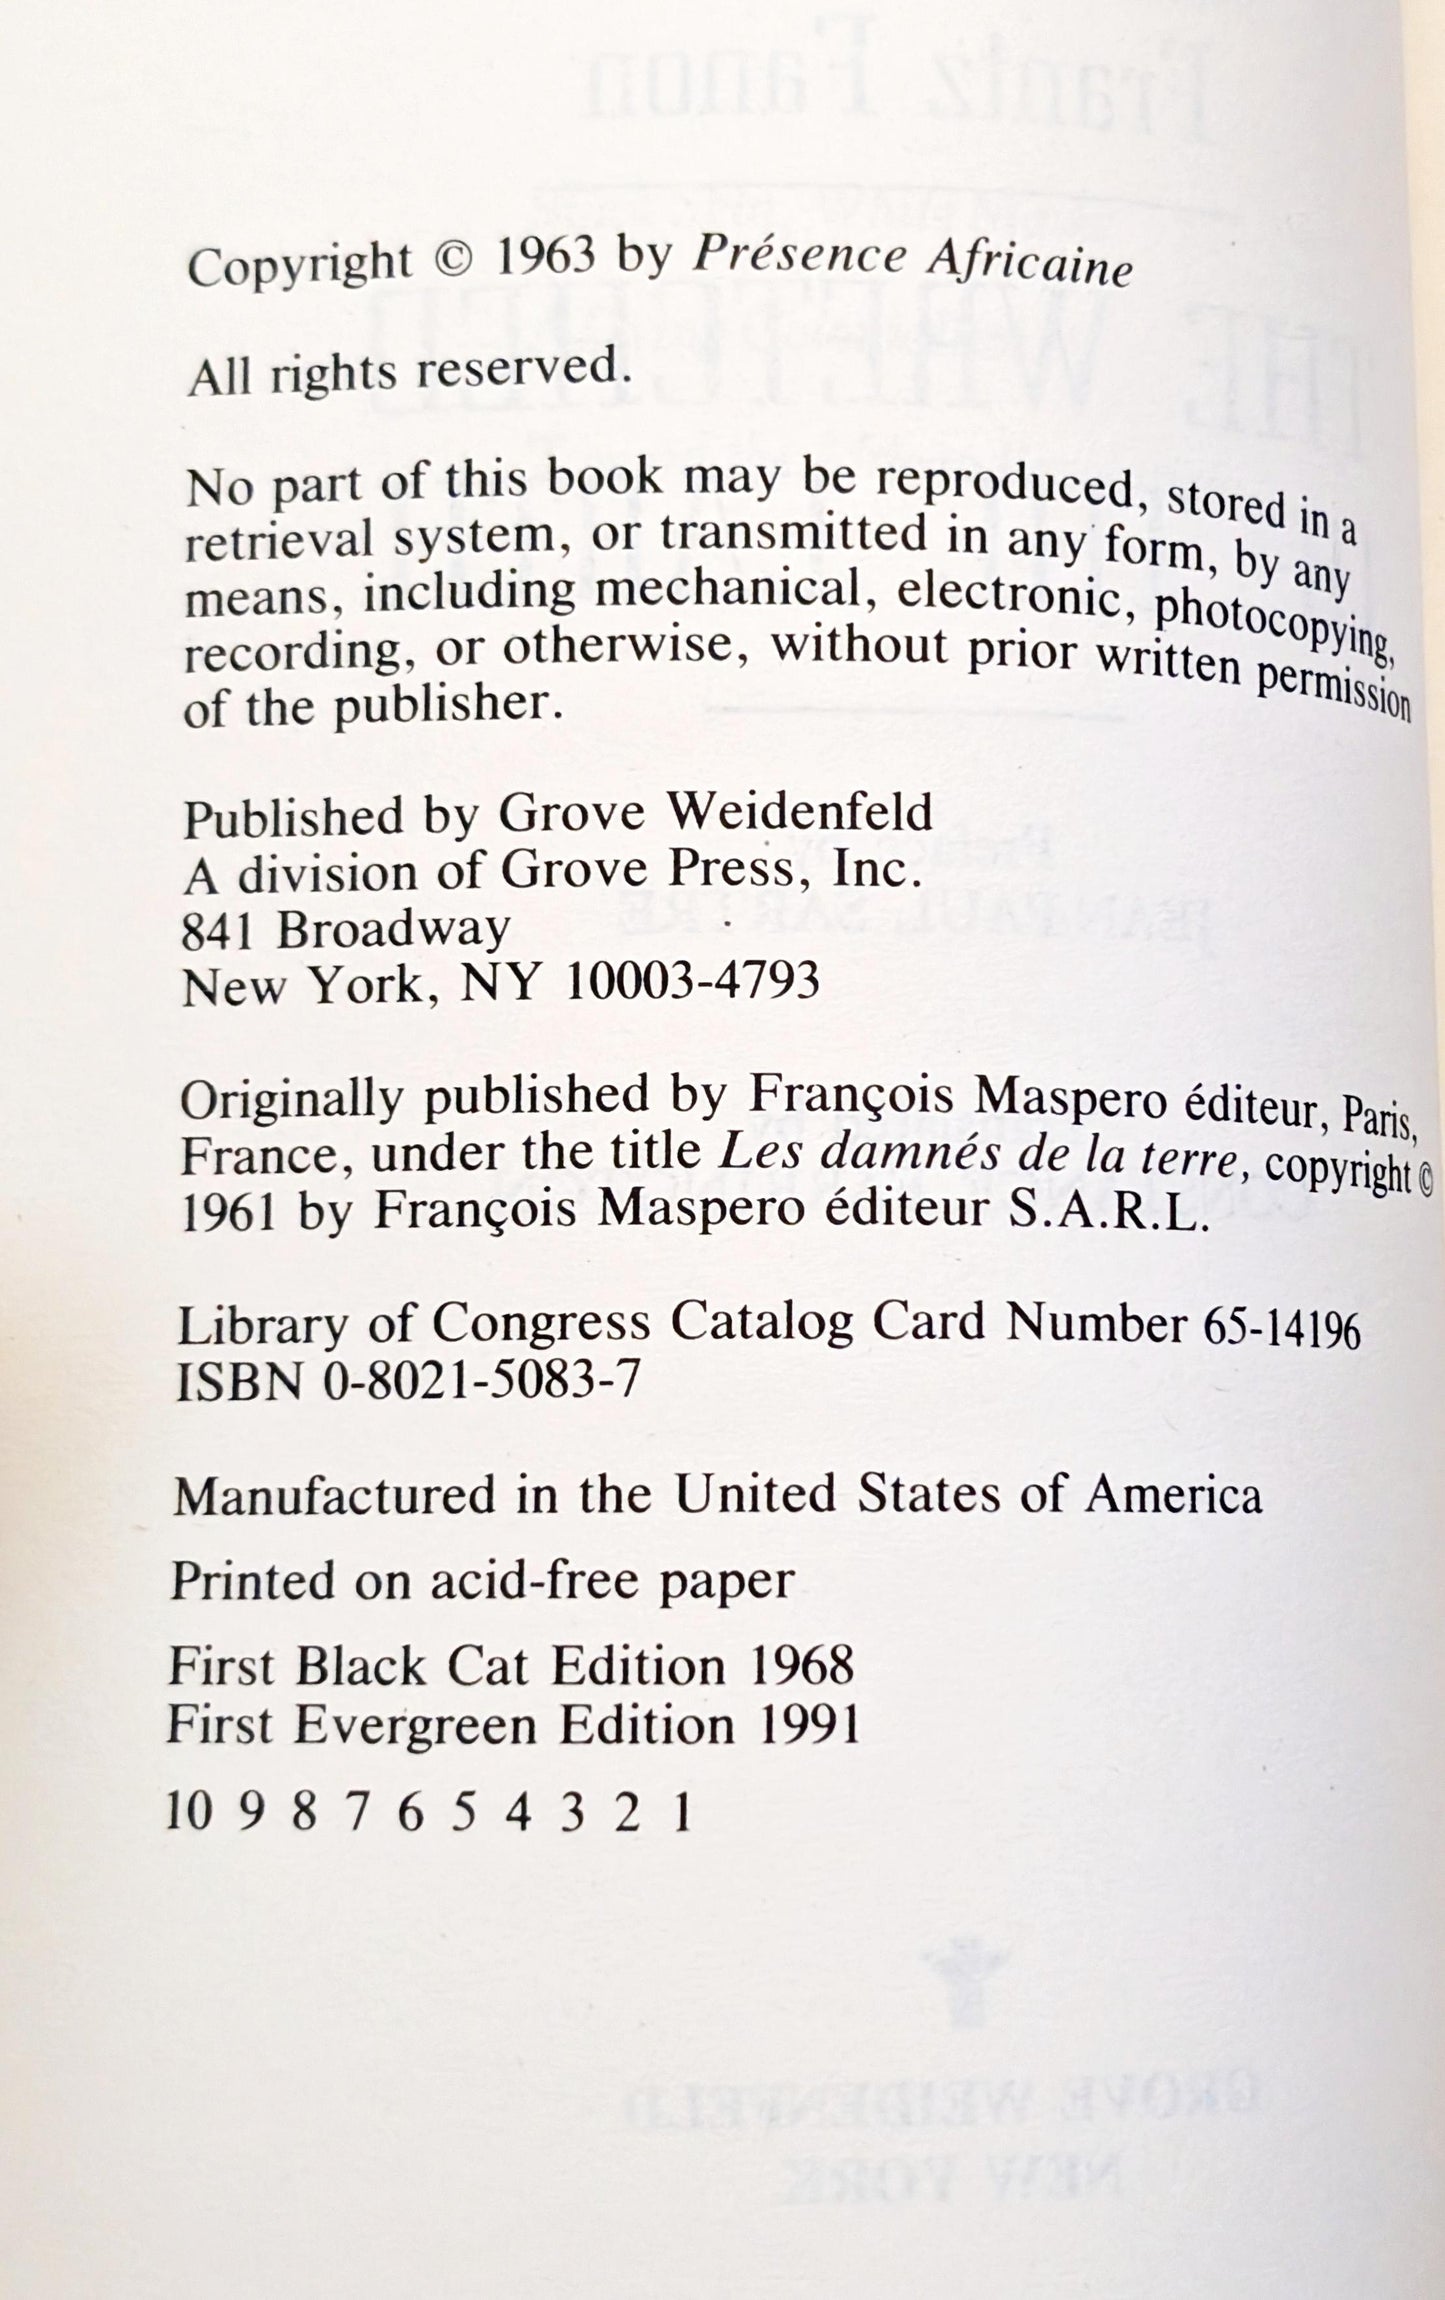 Copyright © 1963 by Présence Africaine
All rights reserved.
No part of this book may be reproduced, stored in a
retrieval system, or transmitted in any form, by any
means, including mechanical, electronic, photocopying,
recording, or otherwise, without prior written permission
of the publisher.
Published by Grove Weidenfeld
A division of Grove Press, Inc.
841 Broadway
New York, NY 10003-4793
Originally published by François Maspero éditeur, Paris,
France, under the title Les damnés de la terre, copyright ©
1961 by François Maspero éditeur S.A.R.L.
Library of Congress Catalog Card Number 65-14196
ISBN 0-8021-5083-7
Manufactured in the United States of America
Printed on acid-free paper
First Black Cat Edition 1968
First Evergreen Edition 1991
10 9 8 7 6 5 4 3 2 1